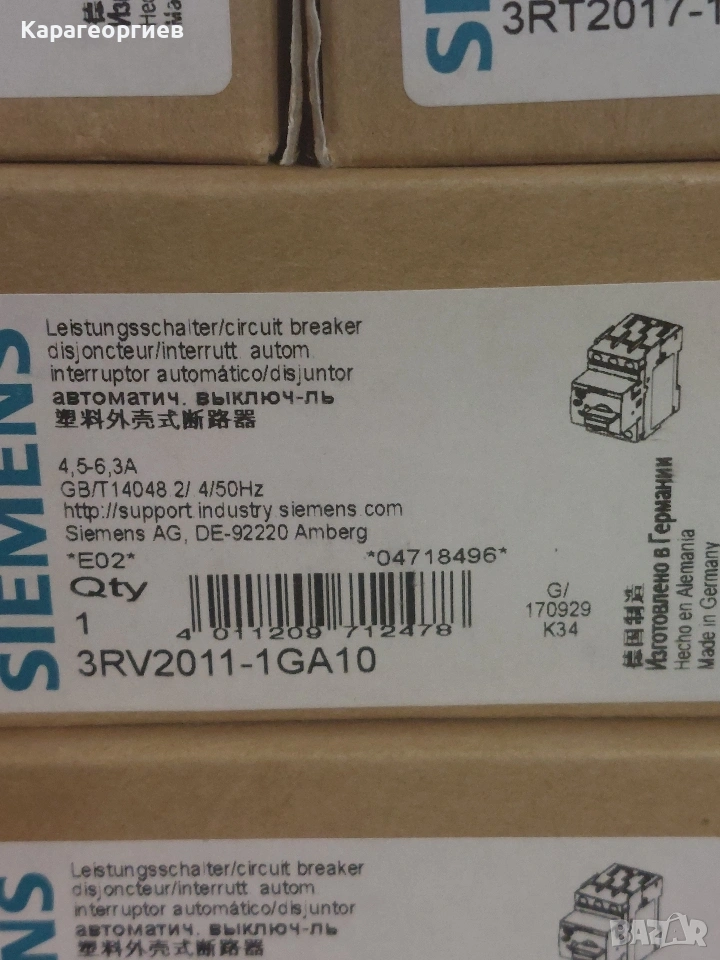 Карагеоргиев
SIEMENS
3RT2017-1
Leistungsschalter/circuit breaker
disjoncteur/interrutt. autom.
interruptor automático/disjuntor
автоматич. выключ-ль
塑料外壳式断路器
4,5-6,3A
GB/T14048.2/ 4/50Hz
http://support.industry.siemens.com
Siemens AG, DE-92220 Amberg
*E02* *04718496*
Qty
1
4 011209 712478
3RV2011-1GA10
G/
170929
K34
德国制造
Изготовлено в Германии
Hecho en Alemania
Made in Germany
Leistungsschalter/circuit breaker
disjoncteur/interrutt. autom.
interruptor automático/disjuntor
автоматич. выключ-ль
塑料外壳式断路器
BAZAR